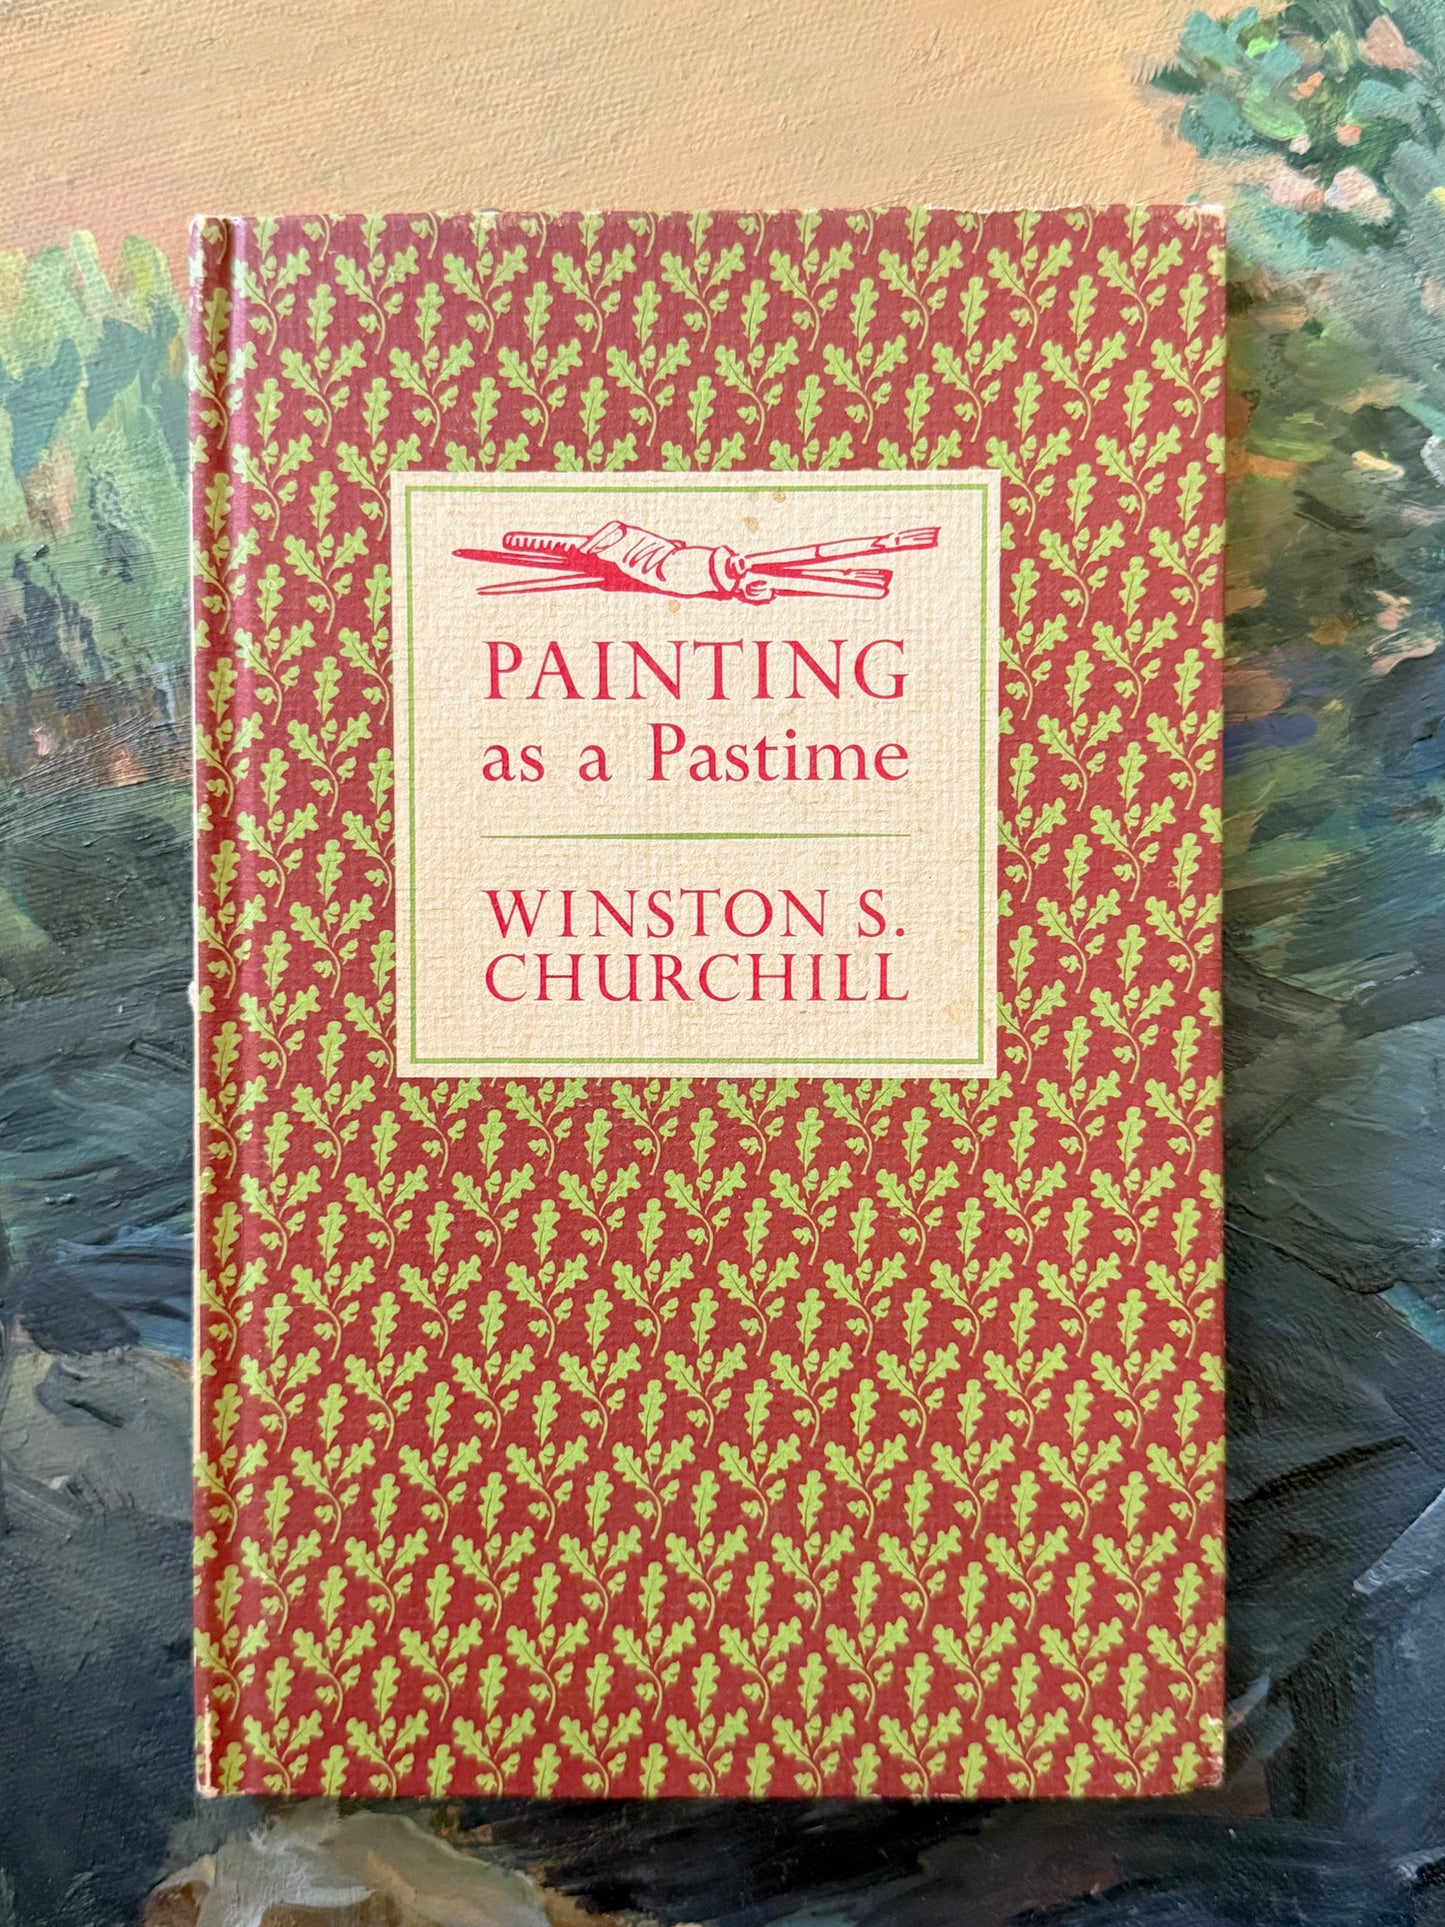 PAINTING
as a Pastime
WINSTON S.
CHURCHILL